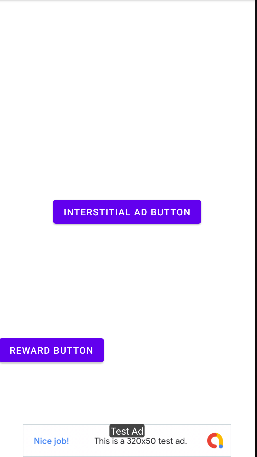 INTERSTITIAL AD BUTTON
REWARD BUTTON
Test Ad
Nice job!
This is a 320x50 test ad.